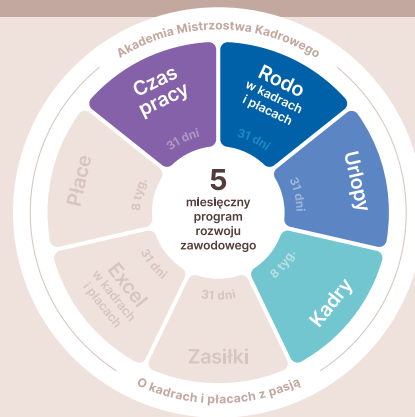 Akademia Mistrzostwa Kadrowego
Czas
pracy
31 dni
Rodo
w kadrach
i płacach
31 dni
Urlopy
31 dni
Kadry
8 tyg.
Zasiłki
31 dni
Excel
w kadrach
i płacach
31 dni
Płace
8 tyg.
5
miesięczny
program
rozwoju
zawodowego
O kadrach i płacach z pasją